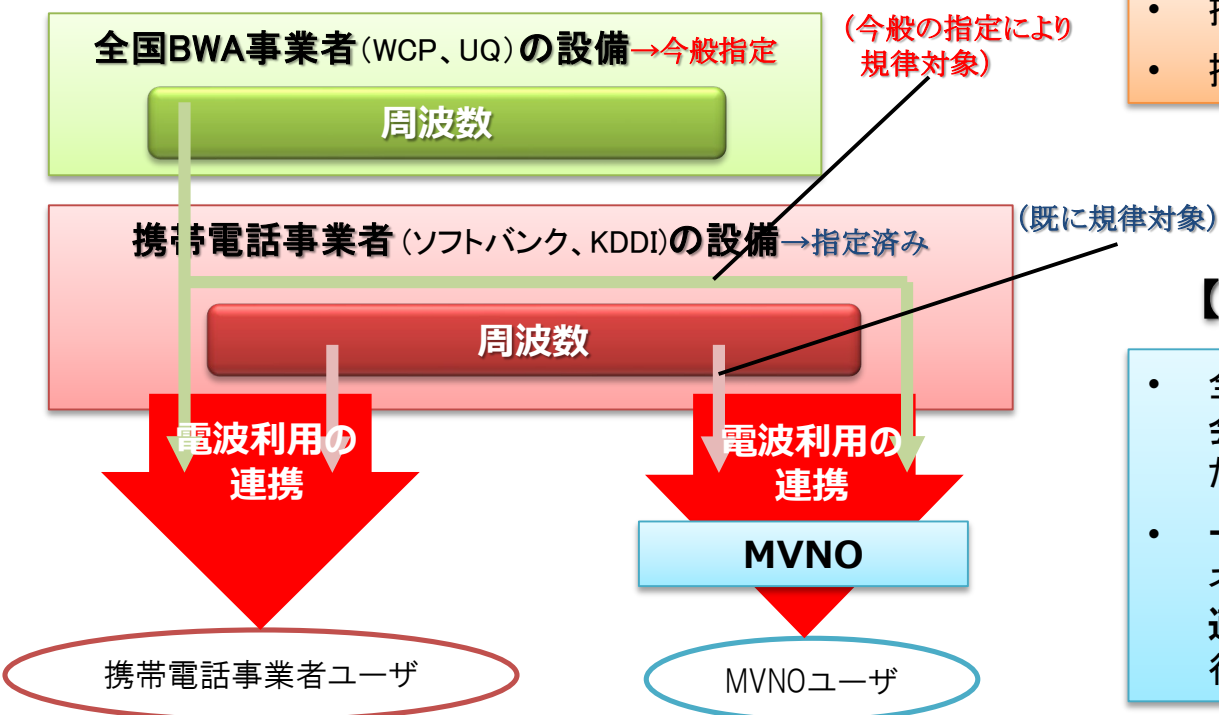 全国BWA事業者(WCP、UQ)の設備→今般指定
周波数
(今般の指定により
規律対象)
携帯電話事業者(ソフトバンク、KDDI)の設備→指定済み
(既に規律対象)
周波数
電波利用の
連携
電波利用の
連携
MVNO
携帯電話事業者ユーザ
MVNOユーザ
•
•
【
• 全
•